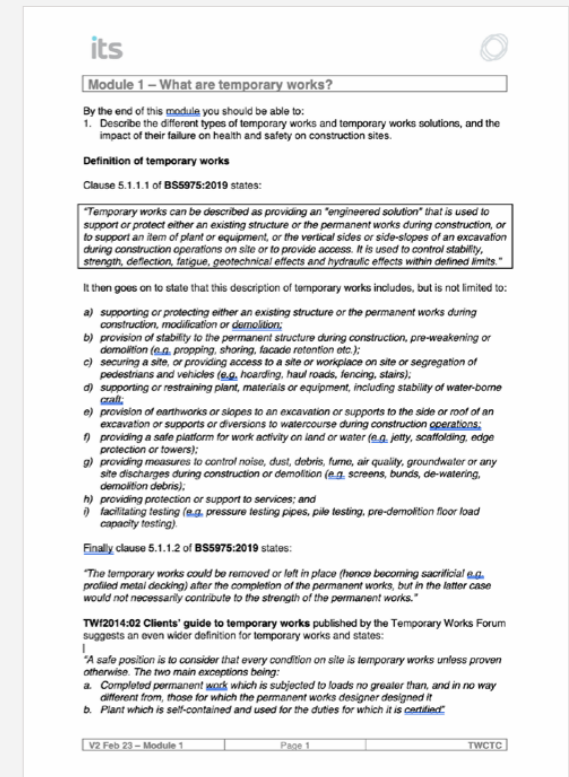 its
Module 1 – What are temporary works?
By the end of this module you should be able to:
1. Describe the different types of temporary works and temporary works solutions, and the
impact of their failure on health and safety on construction sites.
Definition of temporary works
Clause 5.1.1.1 of BS5975:2019 states:
"Temporary works can be described as providing an "engineered solution" that is used to
support or protect either an existing structure or the permanent works during construction, or
to support an item of plant or equipment, or the vertical sides or side-slopes of an excavation
during construction operations on site or to provide access. It is used to control stability,
strength, deflection, fatigue, geotechnical effects and hydraulic effects within defined limits."
It then goes on to state that this description of temporary works includes, but is not limited to:
a) supporting or protecting either an existing structure or the permanent works during
construction, modification or demolition;
b) provision of stability to the permanent structure during construction, pre-weakening or
demolition (e.g. propping, shoring, facade retention etc.);
c) securing a site, or providing access to a site or workplace on site or segregation of
pedestrians and vehicles (e.g. hoarding, haul roads, fencing, stairs);
d) supporting or restraining plant, materials or equipment, including stability of water-borne
craft;
e) provision of earthworks or slopes to an excavation or supports to the side or roof of an
excavation or supports or diversions to watercourse during construction operations;
f) providing a safe platform for work activity on land or water (e.g. jetty, scaffolding, edge
protection or towers);
g) providing measures to control noise, dust, debris, fume, air quality, groundwater or any
site discharges during construction or demolition (e.g. screens, bunds, de-watering,
demolition debris);
h) providing protection or support to services; and
i) facilitating testing (e.g. pressure testing pipes, pile testing, pre-demolition floor load
capacity testing).
Finally clause 5.1.1.2 of BS5975:2019 states:
"The temporary works could be removed or left in place (hence becoming sacrificial e.g.
profiled metal decking) after the completion of the permanent works, but in the latter case
would not necessarily contribute to the strength of the permanent works."
TWf2014:02 Clients' guide to temporary works published by the Temporary Works Forum
suggests an even wider definition for temporary works and states:
"A safe position is to consider that every condition on site is temporary works unless proven
otherwise. The two main exceptions being:
a. Completed permanent work which is subjected to loads no greater than, and in no way
different from, those for which the permanent works designer designed it
b. Plant which is self-contained and used for the duties for which it is certified"
V2 Feb 23 – Module 1 Page 1 TWCTC